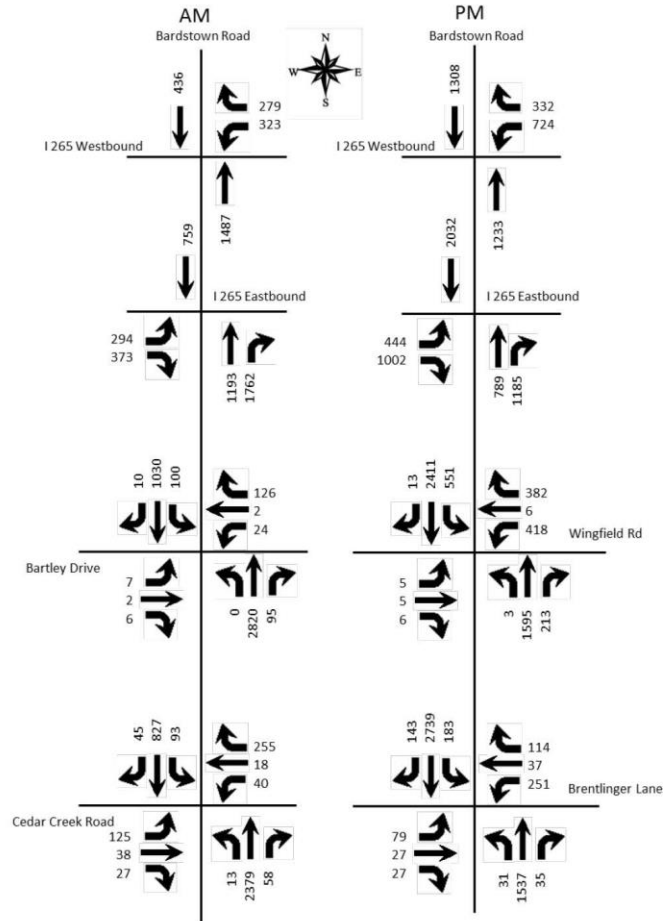 AM PM
Bardstown Road Bardstown Road
N
W E
S
436 279 1308 332
323 724
I 265 Westbound I 265 Westbound
1487 1233
759 2032
I 265 Eastbound I 265 Eastbound
294 444
373 1002
1193 1762 789 1185
10 1030 100 13 2411 551
126 382
2 6
24 418
Bartley Drive Wingfield Rd
7 5
2 5
6 6
0 2820 95 3 1595 213
45 827 93 143 2739 183
255 114
18 37
40 251
Cedar Creek Road Brentlinger Lane
125 79
38 27
27 27
13 2379 58 31 1537 35